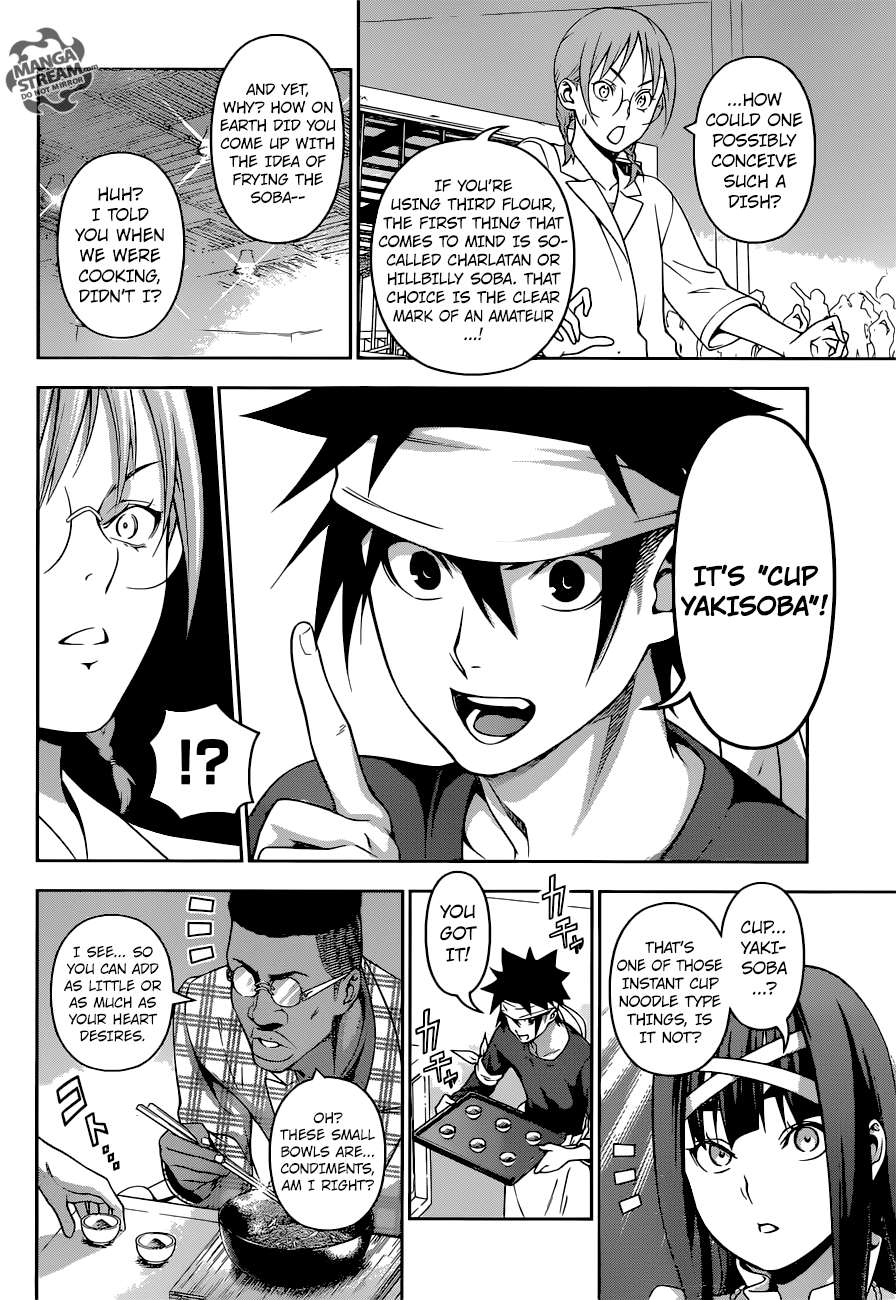 ...HOW
COULD ONE
POSSIBLY
CONCEIVE
SUCH A
DISH?
IF YOU'RE
USING THIRD FLOUR,
THE FIRST THING THAT
COMES TO MIND IS SO-
CALLED CHARLATAN OR
HILLBILLY SOBA. THAT
CHOICE IS THE CLEAR
MARK OF AN AMATEUR
...!
MANGA
STREAM.com
DO NOT MIRROR
AND YET,
WHY? HOW ON
EARTH DID YOU
COME UP WITH
THE IDEA OF
FRYING THE
SOBA--
HUH?
I TOLD
YOU WHEN
WE WERE
COOKING,
DIDN'T I?
IT'S "CUP
YAKISOBA"!
!?
CUP...
YAKI-
SOBA
...?
THAT'S
ONE OF THOSE
INSTANT CUP
NOODLE TYPE
THINGS, IS
IT NOT?
YOU
GOT IT!
カチャ
カチャ
I SEE... SO
YOU CAN ADD
AS LITTLE OR
AS MUCH AS
YOUR HEART
DESIRES.
OH?
THESE SMALL
BOWLS ARE...
CONDIMENTS,
AM I RIGHT?
コト...